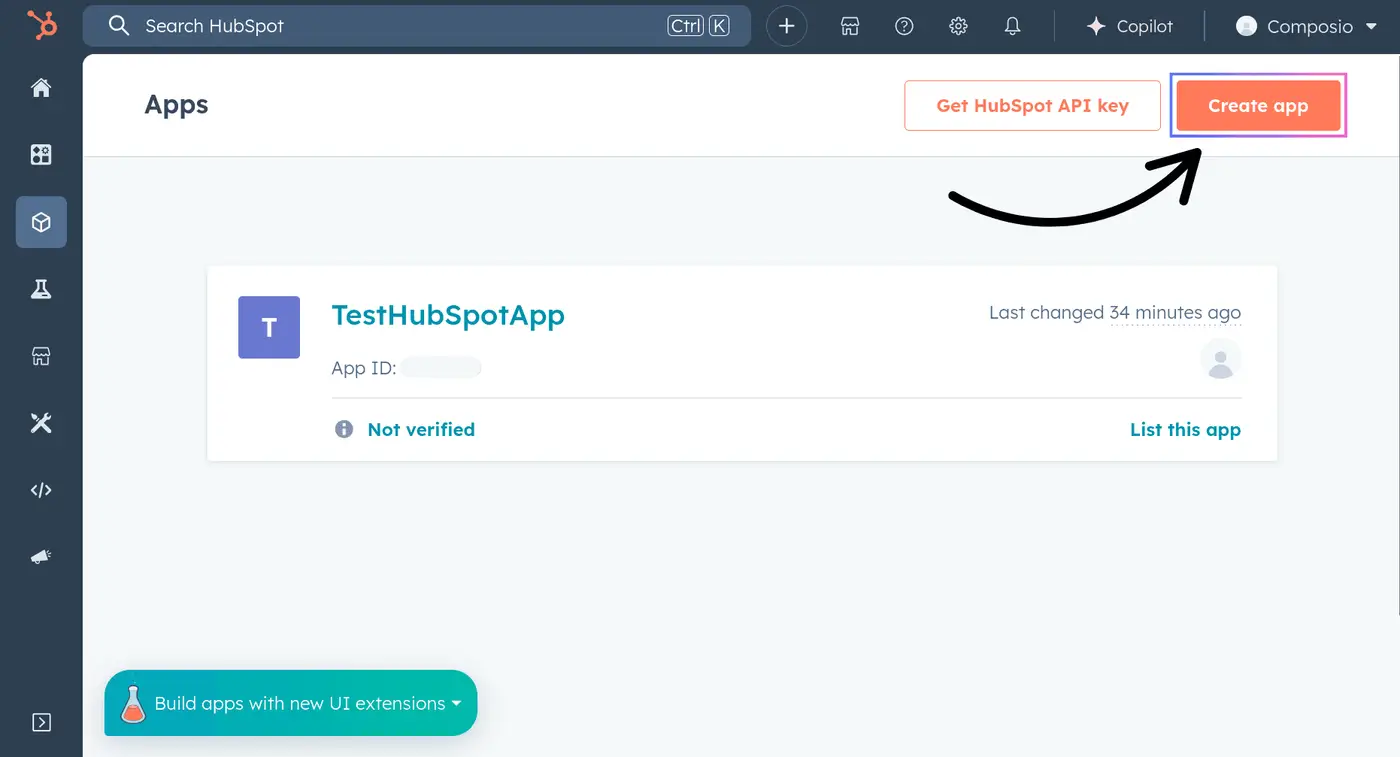 Search HubSpot Ctrl K Copilot Composio
Apps Get HubSpot API key Create app
T TestHubSpotApp Last changed 34 minutes ago
App ID:
Not verified List this app
Build apps with new UI extensions